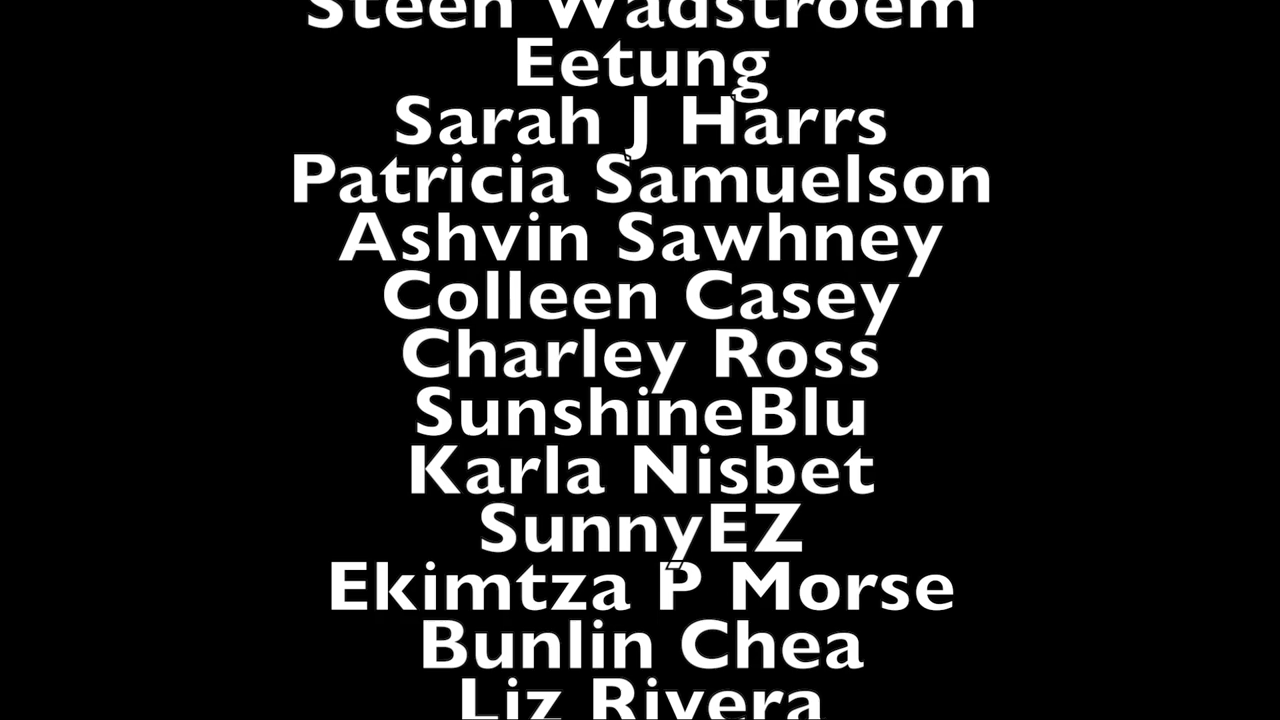 Steen Wadstroem
Eetung
Sarah J Harrs
Patricia Samuelson
Ashvin Sawhney
Colleen Casey
Charley Ross
SunshineBlu
Karla Nisbet
SunnyEZ
Ekimtza P Morse
Bunlin Chea
Liz Rivera